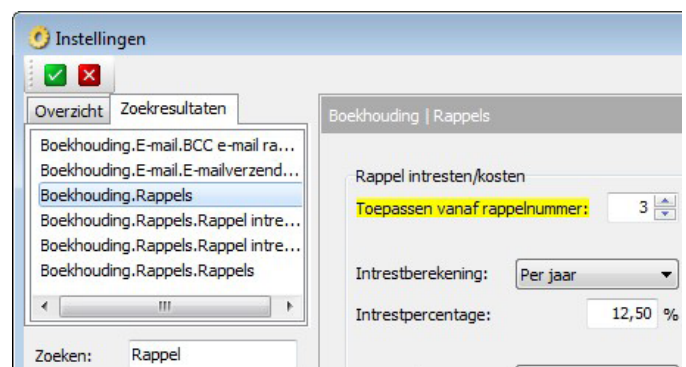 Instellingen
Overzicht
Zoekresultaten
Boekhouding | Rappels
Boekhouding.E-mail.BCC e-mail ra...
Boekhouding.E-mail.E-mailverzend...
Boekhouding.Rappels
Boekhouding.Rappels.Rappel intre...
Boekhouding.Rappels.Rappel intre...
Boekhouding.Rappels.Rappels
Zoeken: Rappel
Rappel intresten/kosten
Toepassen vanaf rappelnummer: 3
Intrestberekening: Per jaar
Intrestpercentage: 12,50 %